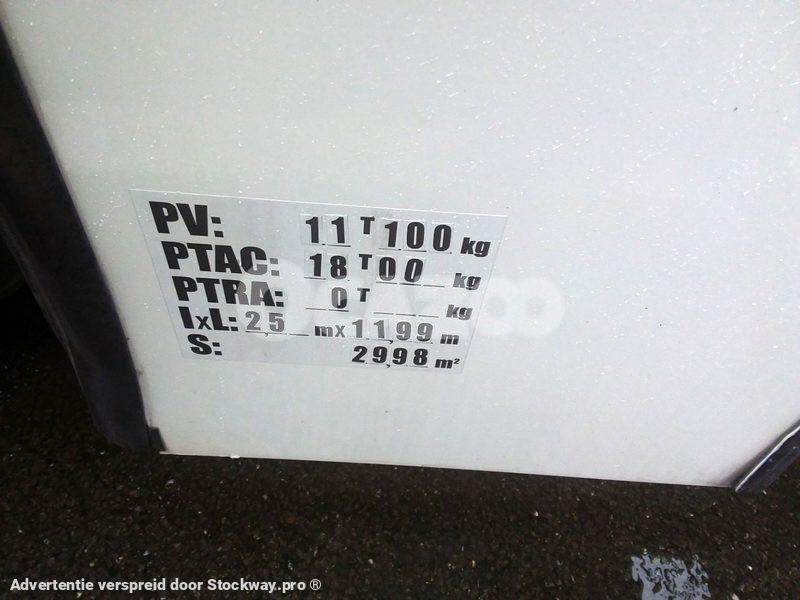 PV: 11 T 100 kg
PTAC: 18 T 00 kg
PTRA: 0 T kg
lxL: 2,5 mx 11,99 m
S: 29,98 m²
Advertentie verspreid door Stockway.pro ®